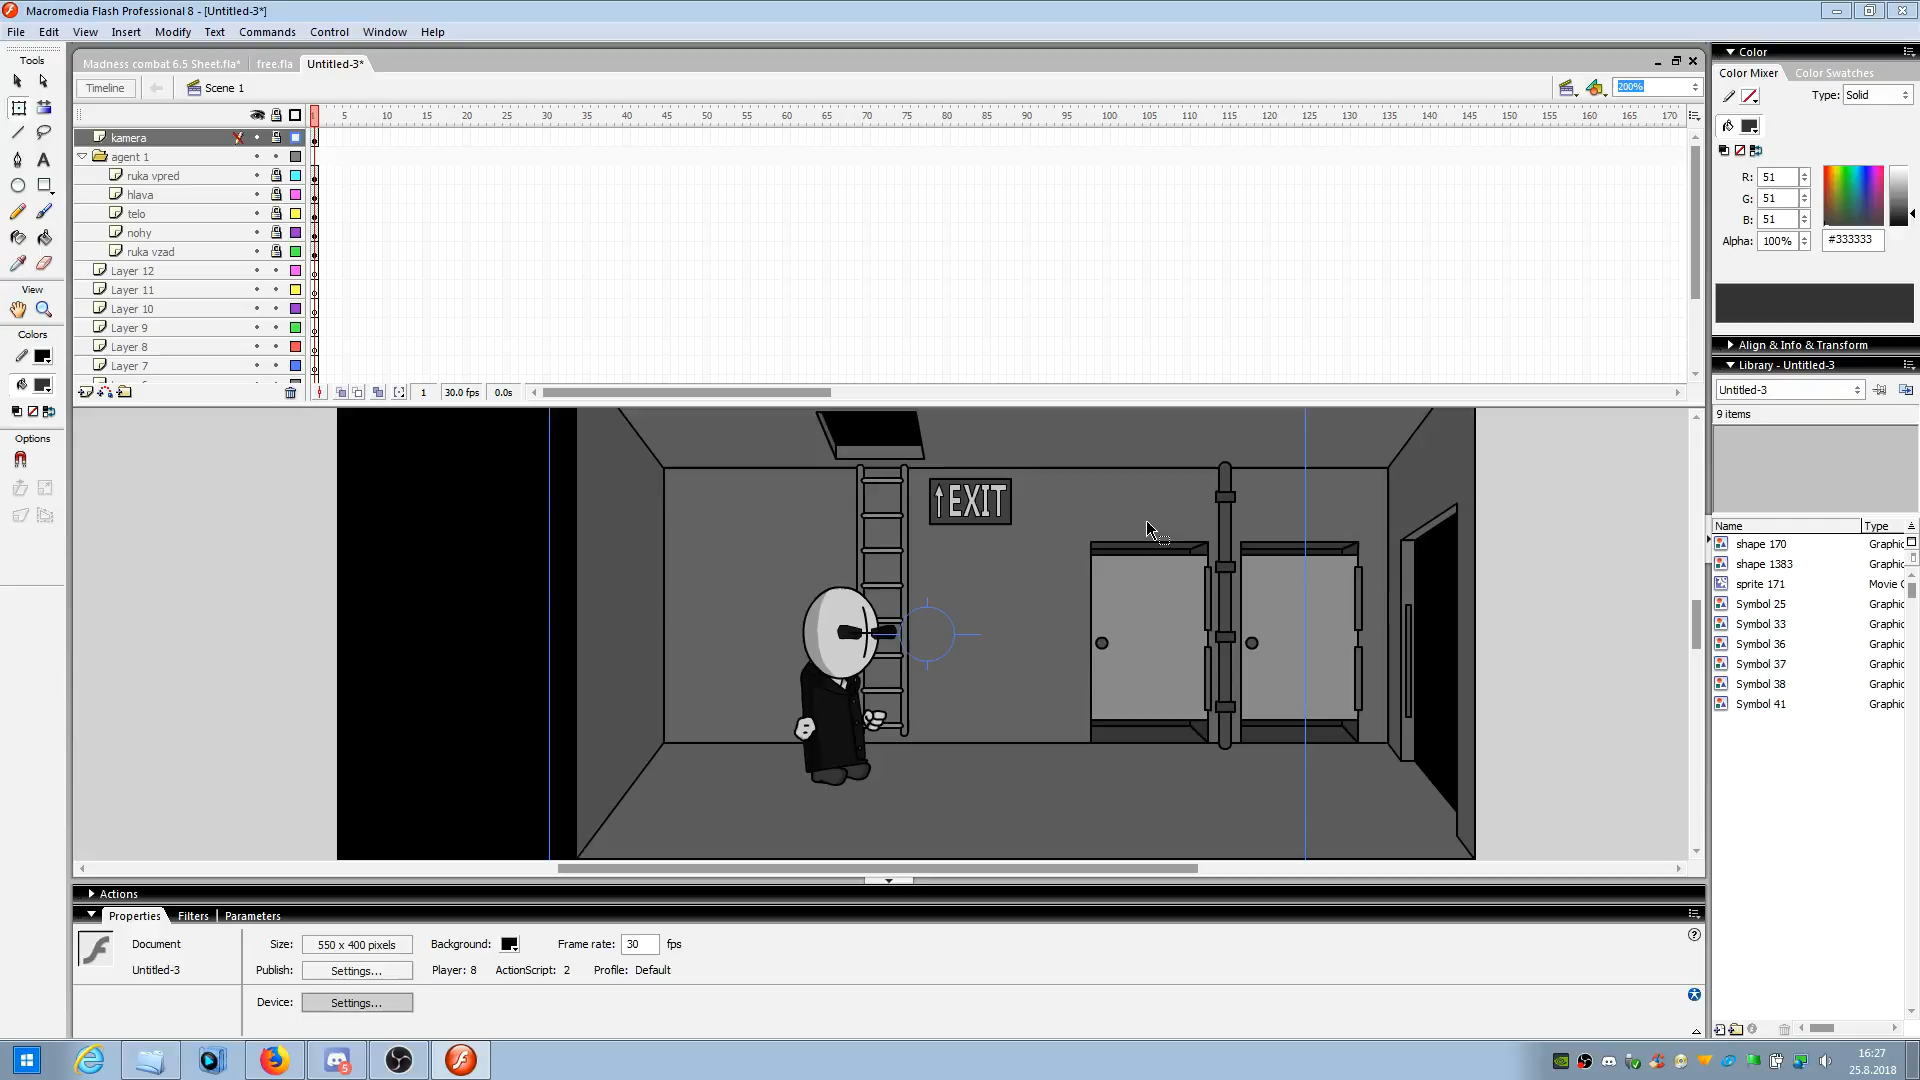 Macromedia Flash Professional 8 - [Untitled-3*]
File Edit View Insert Modify Text Commands Control Window Help
Tools
Madness combat 6.5 Sheet.fla* free.fla Untitled-3*
Timeline Scene 1 200%
5 10 15 20 25 30 35 40 45 50 55 60 65 70 75 80 85 90 95 100 105 110 115 120 125 130 135 140 145 150 155 160 165 170
kamera
agent 1
ruka vpred
hlava
telo
nohy
ruka vzad
Layer 12
Layer 11
Layer 10
Layer 9
Layer 8
Layer 7
1 30.0 fps 0.0s
View
Colors
Options
EXIT
Actions
Properties Filters Parameters
Document
Untitled-3
Size: 550 x 400 pixels Background: Frame rate: 30 fps
Publish: Settings... Player: 8 ActionScript: 2 Profile: Default
Device: Settings...
Color
Color Mixer Color Swatches
Type: Solid
R: 51
G: 51
B: 51
Alpha: 100% #333333
Align & Info & Transform
Library - Untitled-3
Untitled-3
9 items
Name Type
shape 170 Graphic
shape 1383 Graphic
sprite 171 Movie C
Symbol 25 Graphic
Symbol 33 Graphic
Symbol 36 Graphic
Symbol 37 Graphic
Symbol 38 Graphic
Symbol 41 Graphic
5
16:27
25.8.2018